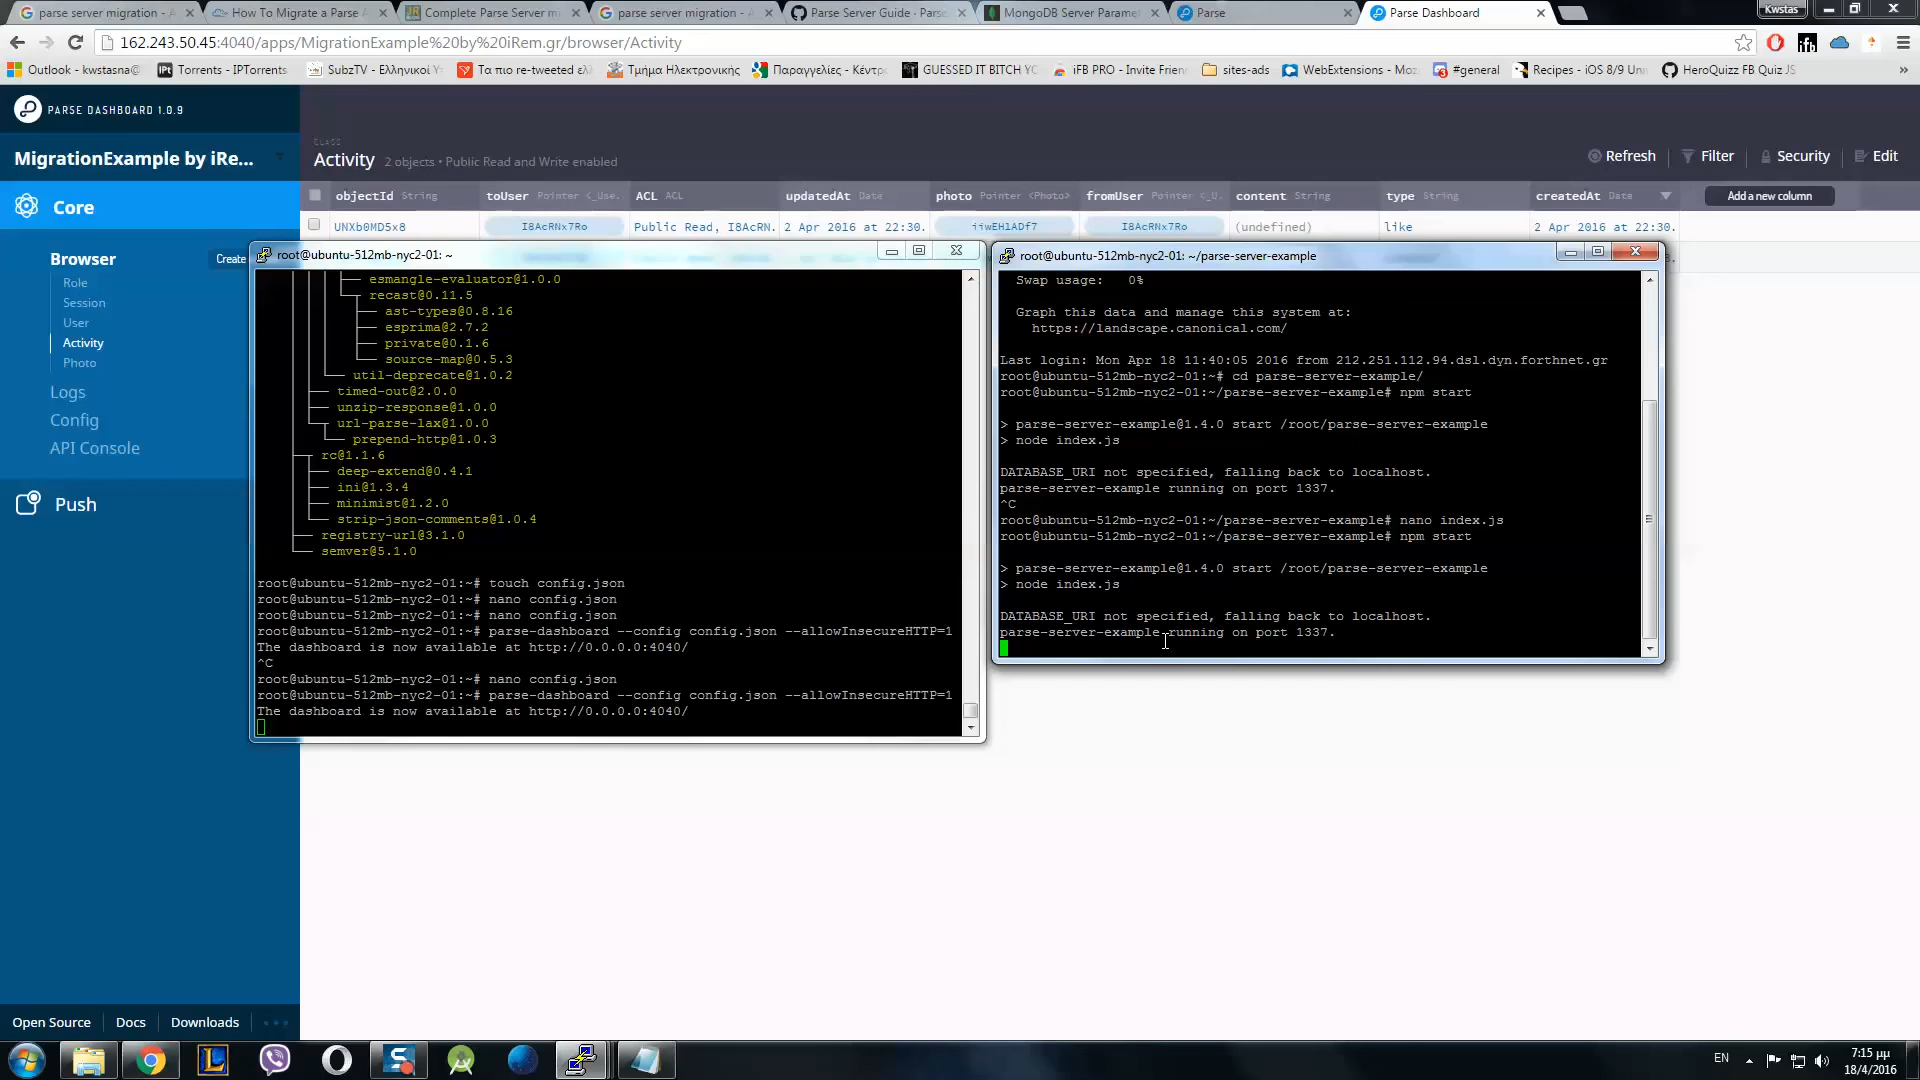 parse server migration - A
How To Migrate a Parse A
Complete Parse Server m
parse server migration - A
Parse Server Guide · Parse
MongoDB Server Paramet
Parse
Parse Dashboard
Kwstas
162.243.50.45:4040/apps/MigrationExample%20by%20iRem.gr/browser/Activity
Outlook - kwstasna@
Torrents - IPTorrents
SubzTV - Ελληνικοί Υ
Τα πιο re-tweeted ελλ
Τμήμα Ηλεκτρονικής
Παραγγελίες - Κέντρ
GUESSED IT BITCH YO
iFB PRO - Invite Frien
sites-ads
WebExtensions - Moz
#general
Recipes - iOS 8/9 Un
HeroQuizz FB Quiz JS
»
PARSE DASHBOARD 1.0.9
MigrationExample by iRe...
Core
Browser
Create
Role
Session
User
Activity
Photo
Logs
Config
API Console
Push
Open Source
Docs
Downloads
CLASS
Activity 2 objects • Public Read and Write enabled
Refresh
Filter
Security
Edit
objectId String
toUser Pointer <_Use.
ACL ACL
updatedAt Date
photo Pointer <Photo>
fromUser Pointer <_U.
content String
type String
createdAt Date
Add a new column
UNXb0MD5x8
I8AcRNx7Ro
Public Read, I8AcRN.
2 Apr 2016 at 22:30.
iiwEHlADf7
I8AcRNx7Ro
(undefined)
like
2 Apr 2016 at 22:30.
root@ubuntu-512mb-nyc2-01: ~
esmangle-evaluator@1.0.0
recast@0.11.5
ast-types@0.8.16
esprima@2.7.2
private@0.1.6
source-map@0.5.3
util-deprecate@1.0.2
timed-out@2.0.0
unzip-response@1.0.0
url-parse-lax@1.0.0
prepend-http@1.0.3
rc@1.1.6
deep-extend@0.4.1
ini@1.3.4
minimist@1.2.0
strip-json-comments@1.0.4
registry-url@3.1.0
semver@5.1.0
root@ubuntu-512mb-nyc2-01:~# touch config.json
root@ubuntu-512mb-nyc2-01:~# nano config.json
root@ubuntu-512mb-nyc2-01:~# nano config.json
root@ubuntu-512mb-nyc2-01:~# parse-dashboard --config config.json --allowInsecureHTTP=1
The dashboard is now available at http://0.0.0.0:4040/
^C
root@ubuntu-512mb-nyc2-01:~# nano config.json
root@ubuntu-512mb-nyc2-01:~# parse-dashboard --config config.json --allowInsecureHTTP=1
The dashboard is now available at http://0.0.0.0:4040/
root@ubuntu-512mb-nyc2-01: ~/parse-server-example
Swap usage: 0%
Graph this data and manage this system at:
https://landscape.canonical.com/
Last login: Mon Apr 18 11:40:05 2016 from 212.251.112.94.dsl.dyn.forthnet.gr
root@ubuntu-512mb-nyc2-01:~# cd parse-server-example/
root@ubuntu-512mb-nyc2-01:~/parse-server-example# npm start
> parse-server-example@1.4.0 start /root/parse-server-example
> node index.js
DATABASE_URI not specified, falling back to localhost.
parse-server-example running on port 1337.
^C
root@ubuntu-512mb-nyc2-01:~/parse-server-example# nano index.js
root@ubuntu-512mb-nyc2-01:~/parse-server-example# npm start
> parse-server-example@1.4.0 start /root/parse-server-example
> node index.js
DATABASE_URI not specified, falling back to localhost.
parse-server-example running on port 1337.
EN
7:15 μμ
18/4/2016